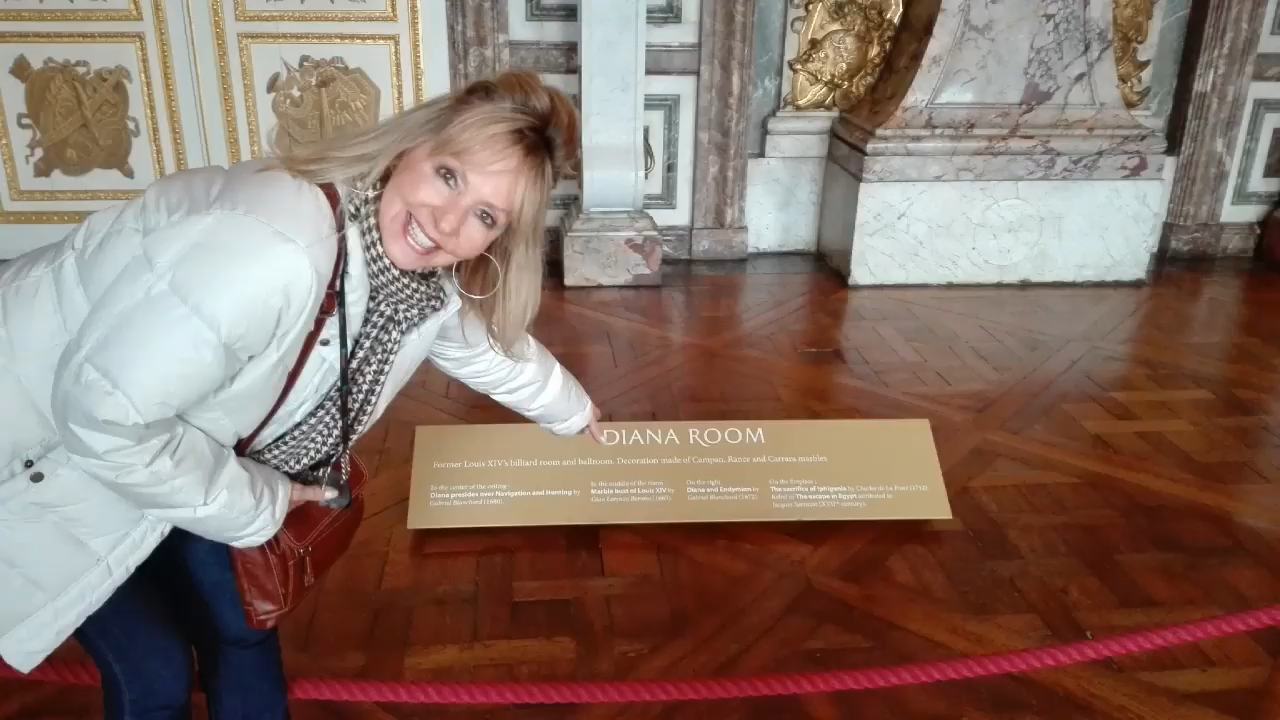 DIANA ROOM
Former Louis XIV's billiard room and ballroom. Decoration made of Campan, Rance and Carrara marbles
In the center of the ceiling :
Diana presides over Navigation and Hunting by
Gabriel Blanchard (1680).
In the middle of the room :
Marble bust of Louis XIV by
Gian Lorenzo Bernini (1665).
On the right :
Diana and Endymion by
Gabriel Blanchard (1672)
On the fireplace :
The sacrifice of Iphigenia by Charles de La Fosse (1712)
The escape in Egypt attributed to
Jacques Sarrazin (XVIIth century).